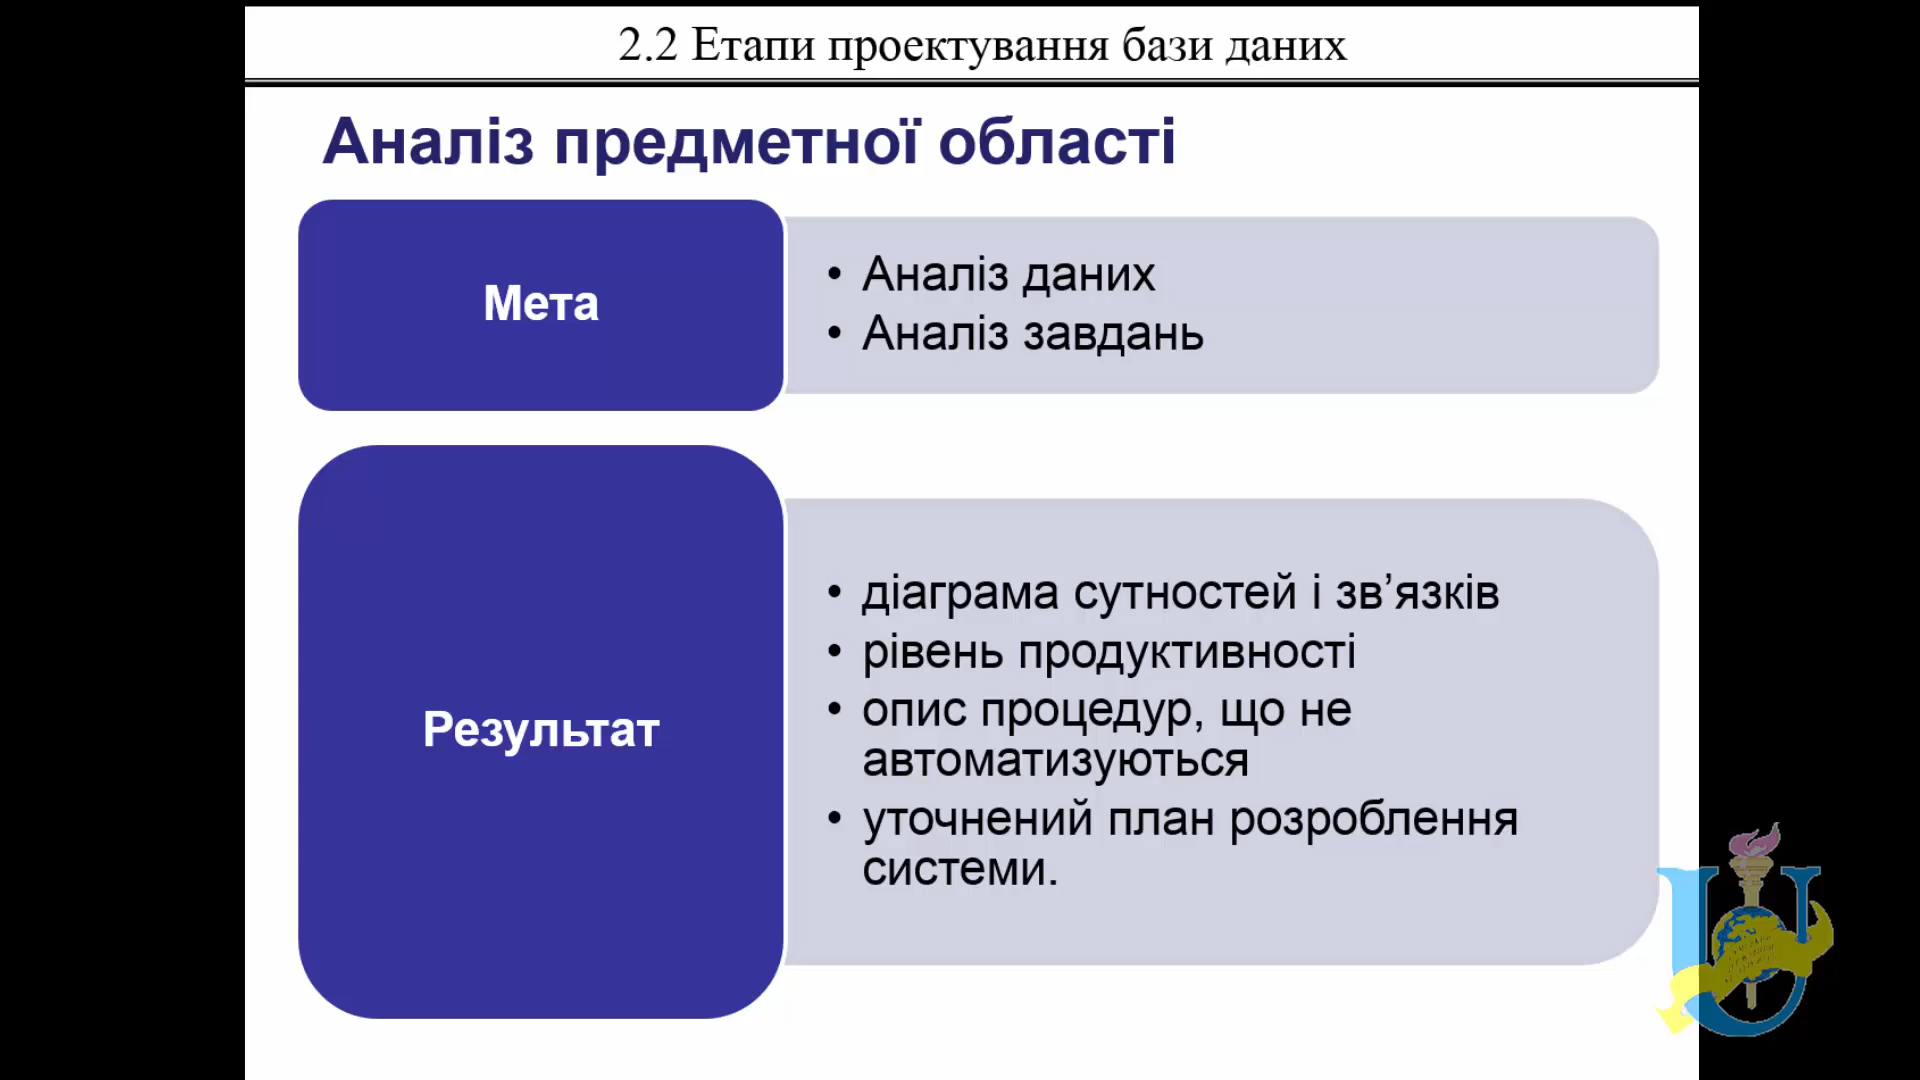 2.2 Етапи проектування бази даних
Аналіз предметної області
Мета
• Аналіз даних
• Аналіз завдань
Результат
• діаграма сутностей і зв’язків
• рівень продуктивності
• опис процедур, що не
автоматизуються
• уточнений план розроблення
системи.